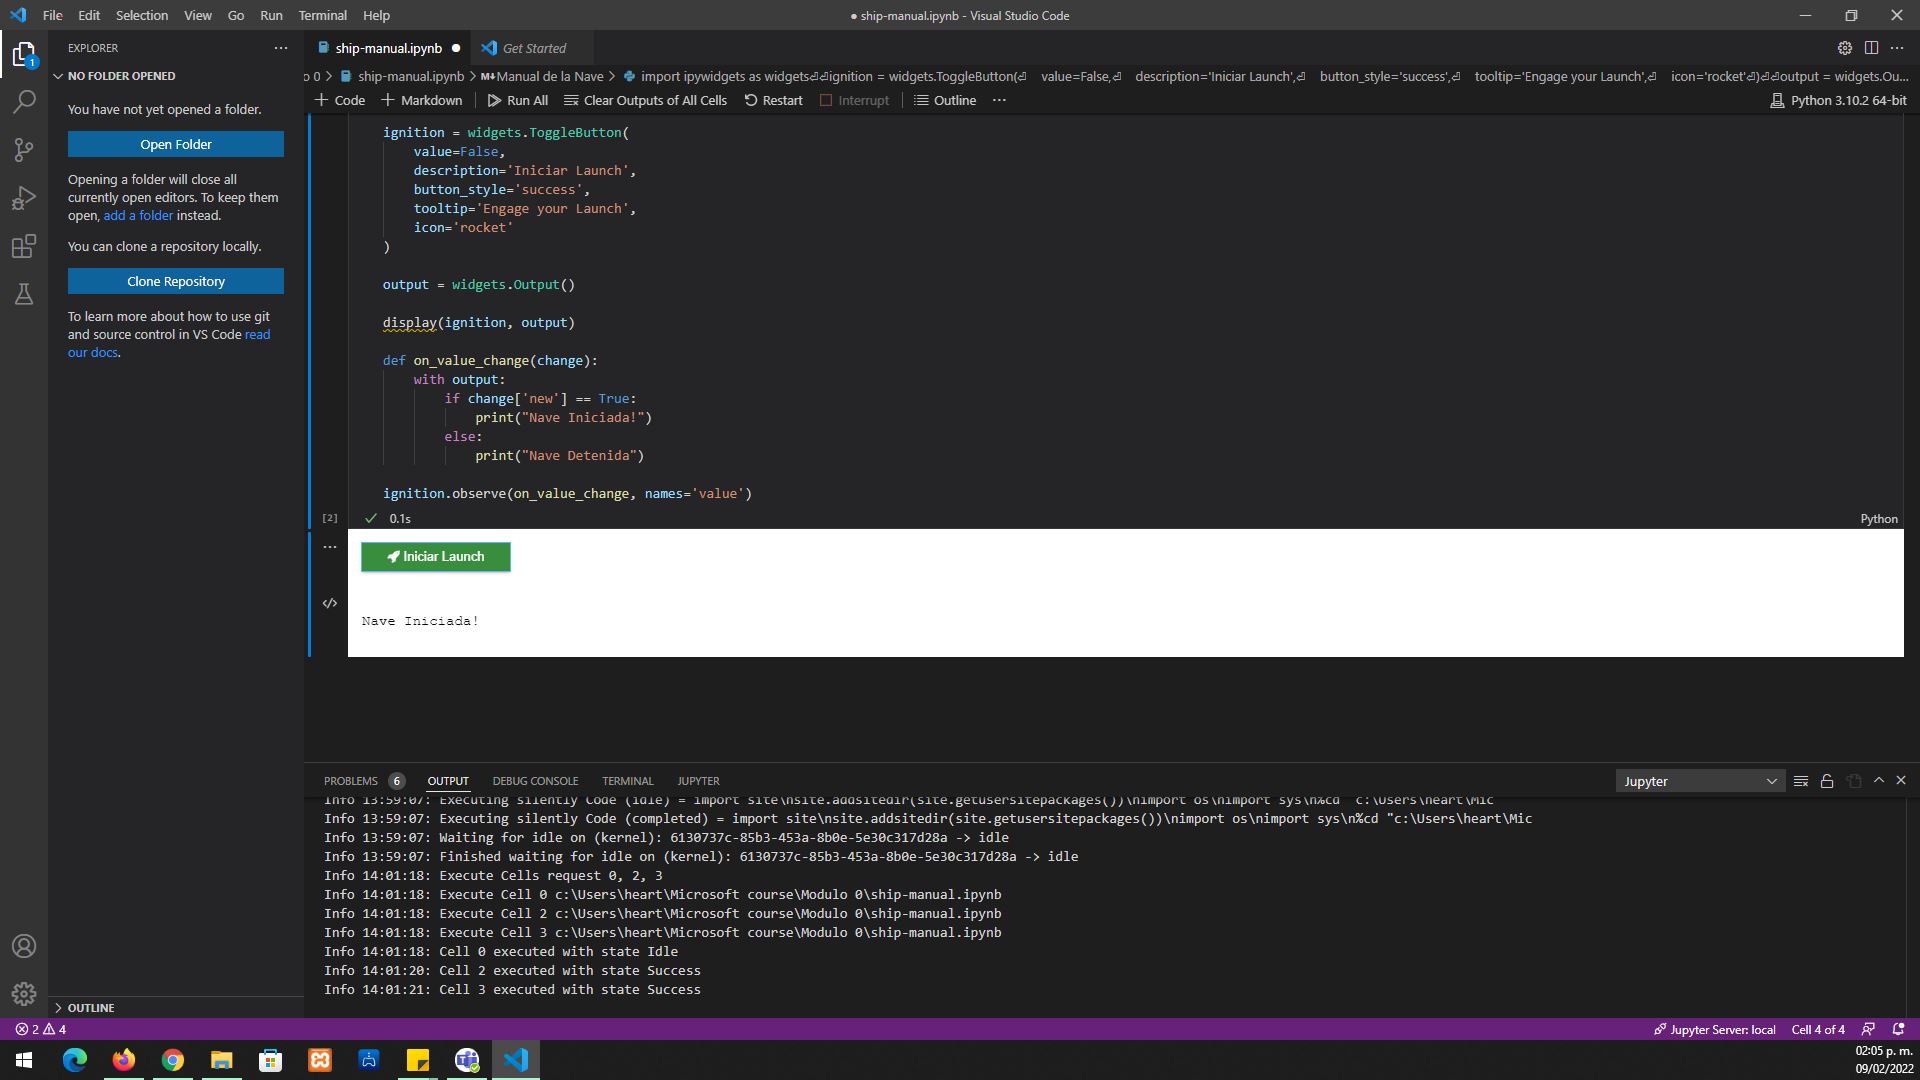 File Edit Selection View Go Run Terminal Help
● ship-manual.ipynb - Visual Studio Code
EXPLORER
ship-manual.ipynb
Get Started
NO FOLDER OPENED
o 0 > ship-manual.ipynb > M↓Manual de la Nave > import ipywidgets as widgets⏎⏎ignition = widgets.ToggleButton(⏎ value=False,⏎ description='Iniciar Launch',⏎ button_style='success',⏎ tooltip='Engage your Launch',⏎ icon='rocket'⏎)⏎⏎output = widgets.Ou...
+ Code + Markdown Run All Clear Outputs of All Cells Restart Interrupt Outline ...
Python 3.10.2 64-bit
You have not yet opened a folder.
Open Folder
Opening a folder will close all
currently open editors. To keep them
open, add a folder instead.
You can clone a repository locally.
Clone Repository
To learn more about how to use git
and source control in VS Code read
our docs.
1
ignition = widgets.ToggleButton(
value=False,
description='Iniciar Launch',
button_style='success',
tooltip='Engage your Launch',
icon='rocket'
)
output = widgets.Output()
display(ignition, output)
def on_value_change(change):
with output:
if change['new'] == True:
print("Nave Iniciada!")
else:
print("Nave Detenida")
ignition.observe(on_value_change, names='value')
[2] ✓ 0.1s
Python
Iniciar Launch
Nave Iniciada!
PROBLEMS 6 OUTPUT DEBUG CONSOLE TERMINAL JUPYTER
Jupyter
Info 13:59:07: Executing silently Code (idle) = import site\nsite.addsitedir(site.getusersitepackages())\nimport os\nimport sys\n%cd "c:\Users\heart\Mic
Info 13:59:07: Executing silently Code (completed) = import site\nsite.addsitedir(site.getusersitepackages())\nimport os\nimport sys\n%cd "c:\Users\heart\Mic
Info 13:59:07: Waiting for idle on (kernel): 6130737c-85b3-453a-8b0e-5e30c317d28a -> idle
Info 13:59:07: Finished waiting for idle on (kernel): 6130737c-85b3-453a-8b0e-5e30c317d28a -> idle
Info 14:01:18: Execute Cells request 0, 2, 3
Info 14:01:18: Execute Cell 0 c:\Users\heart\Microsoft course\Modulo 0\ship-manual.ipynb
Info 14:01:18: Execute Cell 2 c:\Users\heart\Microsoft course\Modulo 0\ship-manual.ipynb
Info 14:01:18: Execute Cell 3 c:\Users\heart\Microsoft course\Modulo 0\ship-manual.ipynb
Info 14:01:18: Cell 0 executed with state Idle
Info 14:01:20: Cell 2 executed with state Success
Info 14:01:21: Cell 3 executed with state Success
OUTLINE
2 4
Jupyter Server: local
Cell 4 of 4
02:05 p. m.
09/02/2022